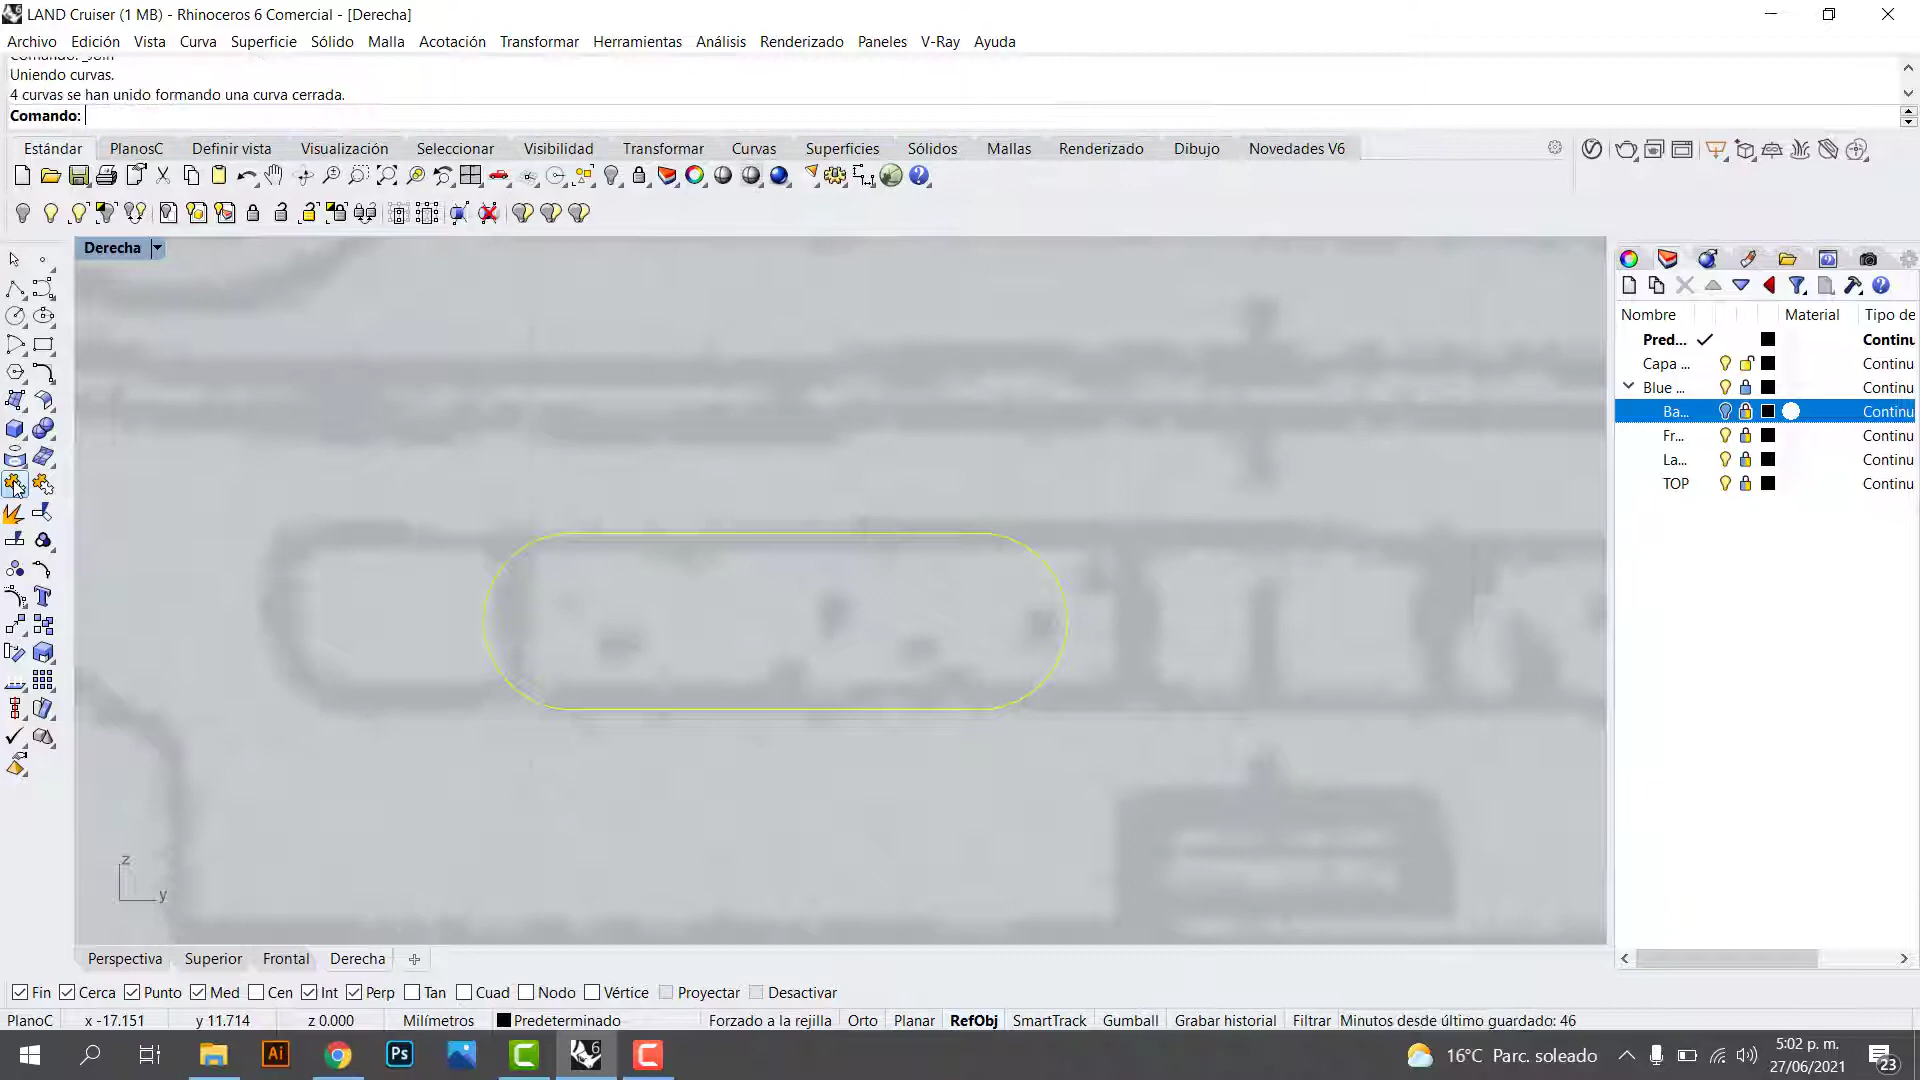 LAND Cruiser (1 MB) - Rhinoceros 6 Comercial - [Derecha]
Archivo Edición Vista Curva Superficie Sólido Malla Acotación Transformar Herramientas Análisis Renderizado Paneles V-Ray Ayuda
Comando: _Join
Uniendo curvas.
4 curvas se han unido formando una curva cerrada.
Comando:
Estándar PlanosC Definir vista Visualización Seleccionar Visibilidad Transformar Curvas Superficies Sólidos Mallas Renderizado Dibujo Novedades V6
Derecha
Nombre Material Tipo de
Pred... Continu
Capa ... Continu
Blue ... Continu
Ba... Continu
Fr... Continu
La... Continu
TOP Continu
z
y
Perspectiva Superior Frontal Derecha
Fin Cerca Punto Med Cen Int Perp Tan Cuad Nodo Vértice Proyectar Desactivar
PlanoC x -17.151 y 11.714 z 0.000 Milímetros Predeterminado Forzado a la rejilla Orto Planar RefObj SmartTrack Gumball Grabar historial Filtrar Minutos desde último guardado: 46
Ai Ps 6 16°C Parc. soleado 5:02 p. m.
27/06/2021 23